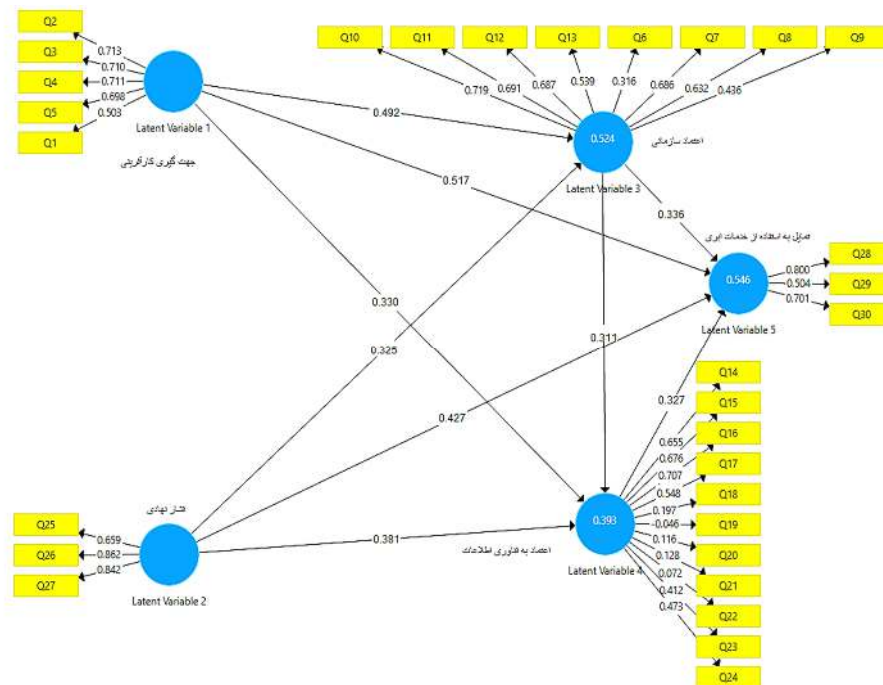 Q2
Q3
Q4
Q5
Q1
0.713
0.710
0.711
0.698
0.503
Latent Variable 1
جهت گیری کارآفرینی
Q10
Q11
Q12
Q13
Q6
Q7
Q8
Q9
0.719
0.691
0.687
0.539
0.316
0.686
0.632
0.436
0.524
Latent Variable 3
اعتماد سازمانی
0.492
0.517
0.336
0.330
0.325
0.311
0.427
0.327
0.381
تمایل به استفاده از خدمات ابری
0.546
Latent Variable 5
0.800
0.504
0.701
Q28
Q29
Q30
فشار نهادی
Q25
Q26
Q27
0.659
0.862
0.842
Latent Variable 2
0.393
اعتماد به فناوری اطلاعات
Latent Variable 4
0.655
0.676
0.707
0.548
0.197
-0.046
0.116
0.128
0.072
0.412
0.473
Q14
Q15
Q16
Q17
Q18
Q19
Q20
Q21
Q22
Q23
Q24